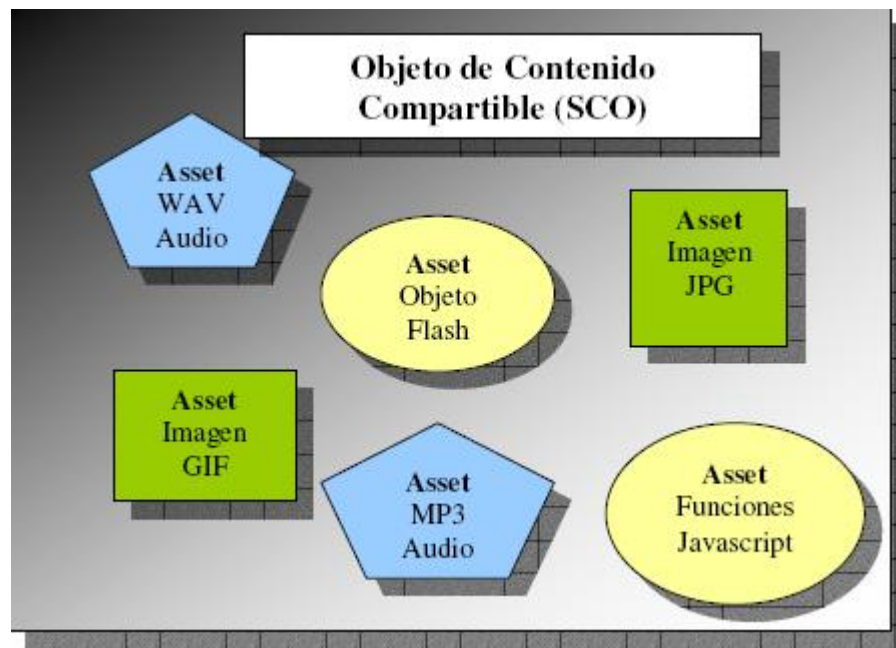 Objeto de Contenido
Compartible (SCO)
Asset
WAV
Audio
Asset
Objeto
Flash
Asset
Imagen
JPG
Asset
Imagen
GIF
Asset
MP3
Audio
Asset
Funciones
Javascript